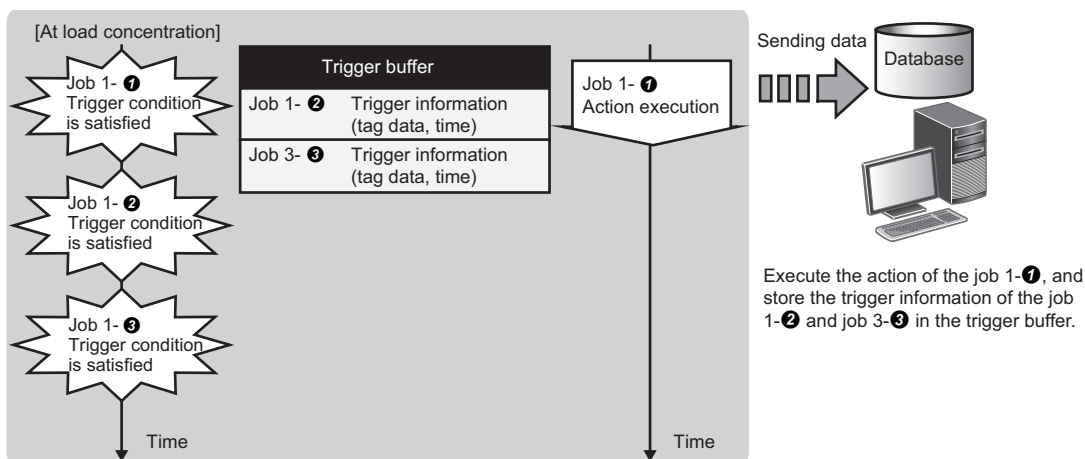 [At load concentration]
Job 1- ❶
Trigger condition
is satisfied
Job 1- ❷
Trigger condition
is satisfied
Job 1- ❸
Trigger condition
is satisfied
Time
Trigger buffer
Job 1- ❷ Trigger information
(tag data, time)
Job 3- ❸ Trigger information
(tag data, time)
Job 1- ❶
Action execution
Time
Sending data
Database
Execute the action of the job 1-❶, and
store the trigger information of the job
1-❷ and job 3-❸ in the trigger buffer.